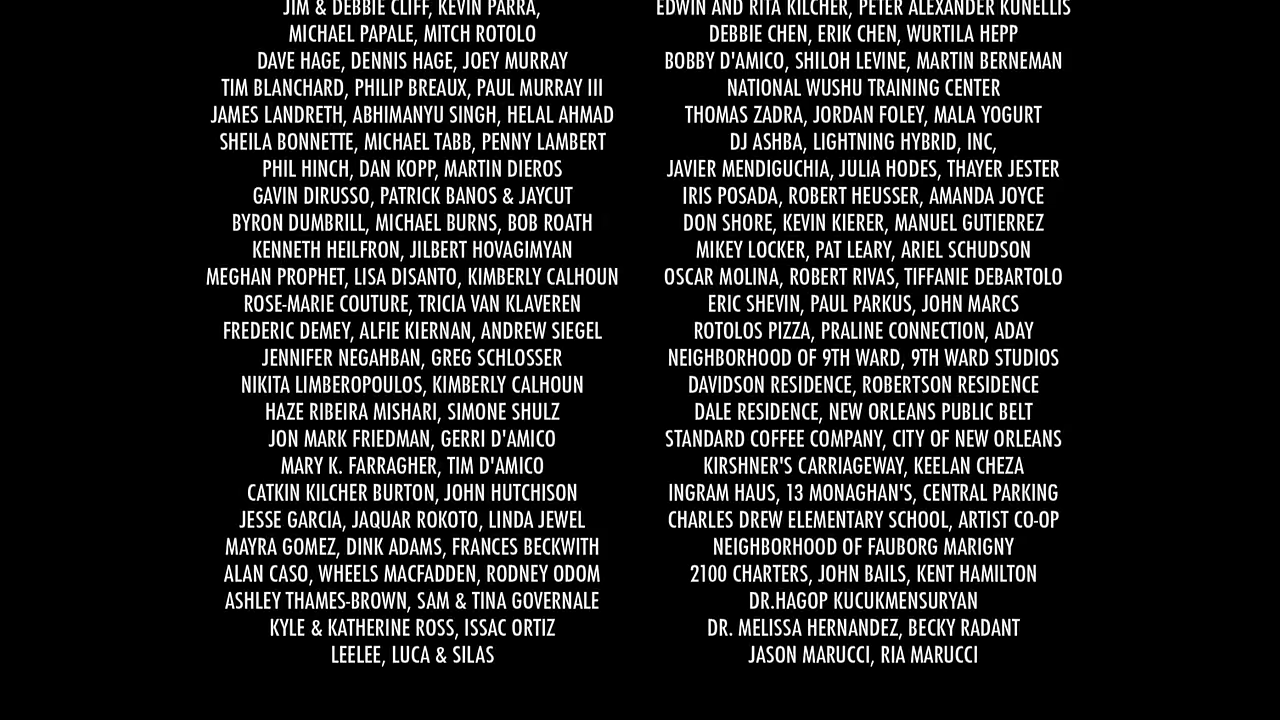 JIM & DEBBIE CLIFF, KEVIN PARRA,
MICHAEL PAPALE, MITCH ROTOLO
DAVE HAGE, DENNIS HAGE, JOEY MURRAY
TIM BLANCHARD, PHILIP BREAUX, PAUL MURRAY III
JAMES LANDRETH, ABHIMANYU SINGH, HELAL AHMAD
SHEILA BONNETTE, MICHAEL TABB, PENNY LAMBERT
PHIL HINCH, DAN KOPP, MARTIN DIEROS
GAVIN DIRUSSO, PATRICK BANOS & JAYCUT
BYRON DUMBRILL, MICHAEL BURNS, BOB ROATH
KENNETH HEILFRON, JILBERT HOVAGIMYAN
MEGHAN PROPHET, LISA DISANTO, KIMBERLY CALHOUN
ROSE-MARIE COUTURE, TRICIA VAN KLAVEREN
FREDERIC DEMEY, ALFIE KIERNAN, ANDREW SIEGEL
JENNIFER NEGAHBAN, GREG SCHLOSSER
NIKITA LIMBEROPOULOS, KIMBERLY CALHOUN
HAZE RIBEIRA MISHARI, SIMONE SHULZ
JON MARK FRIEDMAN, GERRI D'AMICO
MARY K. FARRAGHER, TIM D'AMICO
CATKIN KILCHER BURTON, JOHN HUTCHISON
JESSE GARCIA, JAQUAR ROKOTO, LINDA JEWEL
MAYRA GOMEZ, DINK ADAMS, FRANCES BECKWITH
ALAN CASO, WHEELS MACFADDEN, RODNEY ODOM
ASHLEY THAMES-BROWN, SAM & TINA GOVERNALE
KYLE & KATHERINE ROSS, ISSAC ORTIZ
LEELEE, LUCA & SILAS
EDWIN AND RITA KILCHER, PETER ALEXANDER KUNELLIS
DEBBIE CHEN, ERIK CHEN, WURTILA HEPP
BOBBY D'AMICO, SHILOH LEVINE, MARTIN BERNEMAN
NATIONAL WUSHU TRAINING CENTER
THOMAS ZADRA, JORDAN FOLEY, MALA YOGURT
DJ ASHBA, LIGHTNING HYBRID, INC,
JAVIER MENDIGUCHIA, JULIA HODES, THAYER JESTER
IRIS POSADA, ROBERT HEUSSER, AMANDA JOYCE
DON SHORE, KEVIN KIERER, MANUEL GUTIERREZ
MIKEY LOCKER, PAT LEARY, ARIEL SCHUDSON
OSCAR MOLINA, ROBERT RIVAS, TIFFANIE DEBARTOLO
ERIC SHEVIN, PAUL PARKUS, JOHN MARCS
ROTOLOS PIZZA, PRALINE CONNECTION, ADAY
NEIGHBORHOOD OF 9TH WARD, 9TH WARD STUDIOS
DAVIDSON RESIDENCE, ROBERTSON RESIDENCE
DALE RESIDENCE, NEW ORLEANS PUBLIC BELT
STANDARD COFFEE COMPANY, CITY OF NEW ORLEANS
KIRSHNER'S CARRIAGEWAY, KEELAN CHEZA
INGRAM HAUS, 13 MONAGHAN'S, CENTRAL PARKING
CHARLES DREW ELEMENTARY SCHOOL, ARTIST CO-OP
NEIGHBORHOOD OF FAUBORG MARIGNY
2100 CHARTERS, JOHN BAILS, KENT HAMILTON
DR.HAGOP KUCUKMENSURYAN
DR. MELISSA HERNANDEZ, BECKY RADANT
JASON MARUCCI, RIA MARUCCI